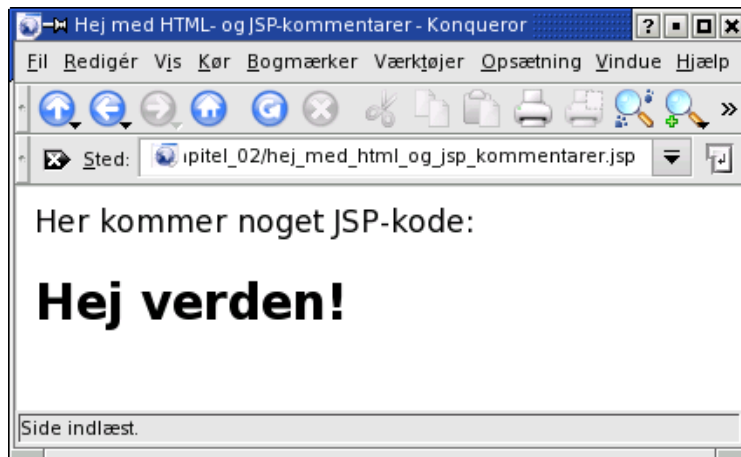 Hej med HTML- og JSP-kommentarer - Konqueror
Fil Redigér Vis Kør Bogmærker Værktøjer Opsætning Vindue Hjælp
Sted: ıpitel_02/hej_med_html_og_jsp_kommentarer.jsp
Her kommer noget JSP-kode:
Hej verden!
Side indlæst.